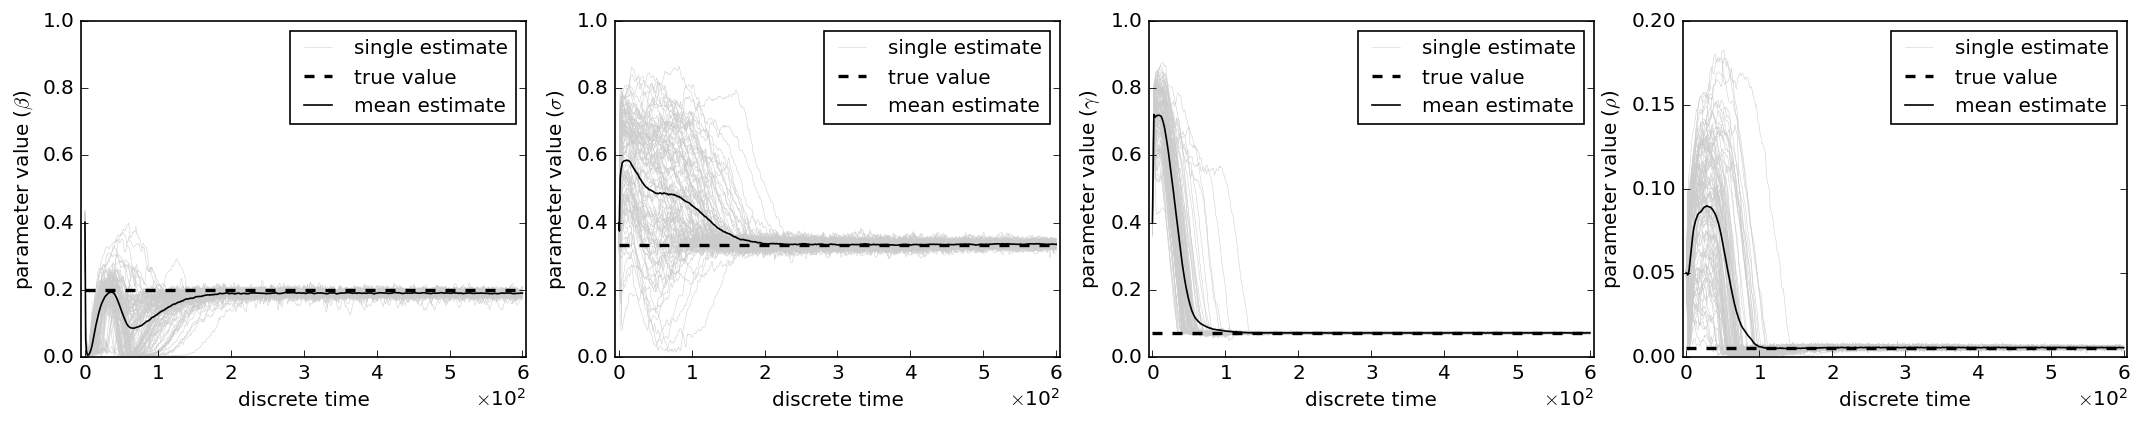 parameter value (β)
1.0
0.8
0.6
0.4
0.2
0.0
single estimate
true value
mean estimate
0 1 2 3 4 5 6
discrete time
×10²
parameter value (σ)
1.0
0.8
0.6
0.4
0.2
0.0
single estimate
true value
mean estimate
0 1 2 3 4 5 6
discrete time
×10²
parameter value (γ)
1.0
0.8
0.6
0.4
0.2
0.0
single estimate
true value
mean estimate
0 1 2 3 4 5 6
discrete time
×10²
parameter value (ρ)
0.20
0.15
0.10
0.05
0.00
single estimate
true value
mean estimate
0 1 2 3 4 5 6
discrete time
×10²